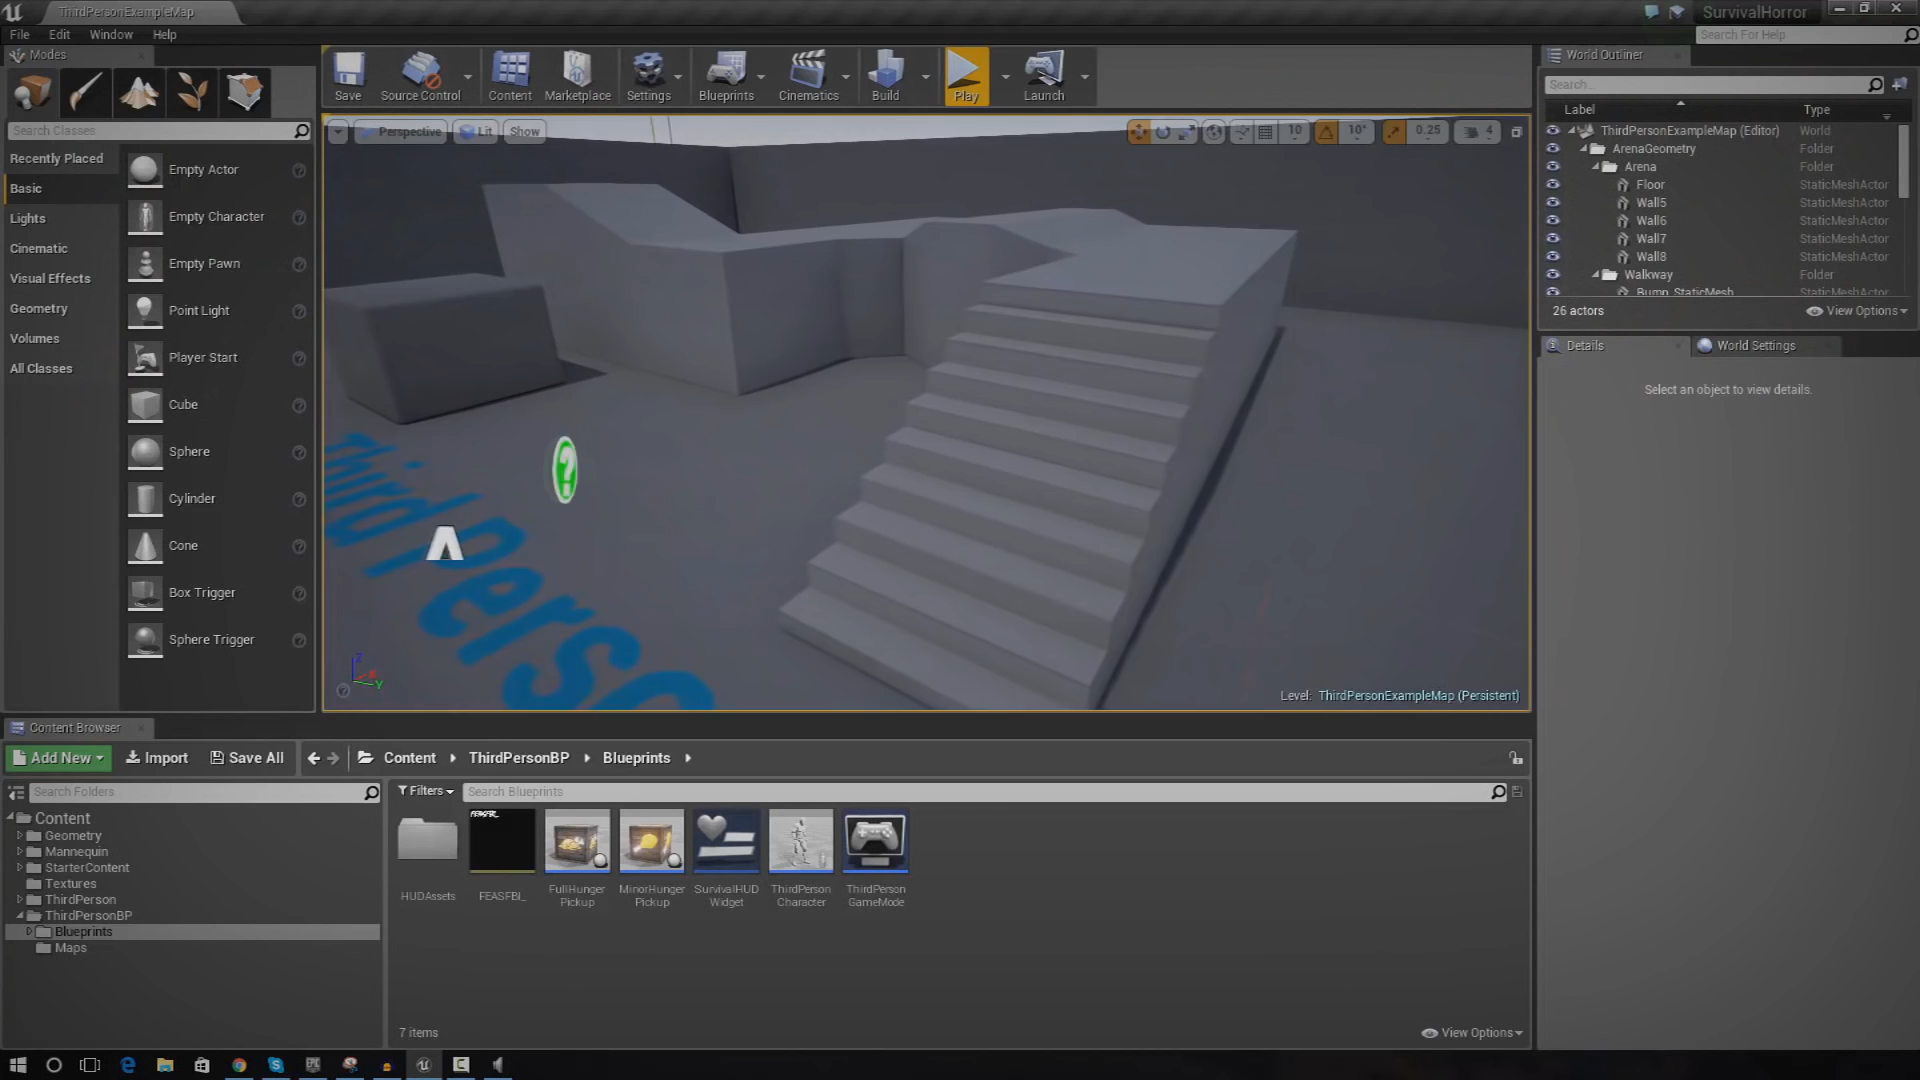 ThirdPersonExampleMap
SurvivalHorror
File Edit Window Help
Search For Help
Modes
Save Source Control Content Marketplace Settings Blueprints Cinematics Build Play Launch
World Outliner
Search Classes
Search...
Perspective Lit Show
10 10° 0.25 4
Label Type
Recently Placed
Basic
Lights
Cinematic
Visual Effects
Geometry
Volumes
All Classes
Empty Actor
Empty Character
Empty Pawn
Point Light
Player Start
Cube
Sphere
Cylinder
Cone
Box Trigger
Sphere Trigger
ThirdPersonExampleMap (Editor) World
ArenaGeometry Folder
Arena Folder
Floor StaticMeshActor
Wall5 StaticMeshActor
Wall6 StaticMeshActor
Wall7 StaticMeshActor
Wall8 StaticMeshActor
Walkway Folder
Bump_StaticMesh StaticMeshActor
26 actors View Options
Details World Settings
Select an object to view details.
Third Perso
Z X Y
Level: ThirdPersonExampleMap (Persistent)
Content Browser
Add New Import Save All Content ThirdPersonBP Blueprints
Search Folders
Filters Search Blueprints
Content
Geometry
Mannequin
StarterContent
Textures
ThirdPerson
ThirdPersonBP
Blueprints
Maps
HUDAssets
FEASFBI_
FullHunger
Pickup
MinorHunger
Pickup
SurvivalHUD
Widget
ThirdPerson
Character
ThirdPerson
GameMode
7 items View Options